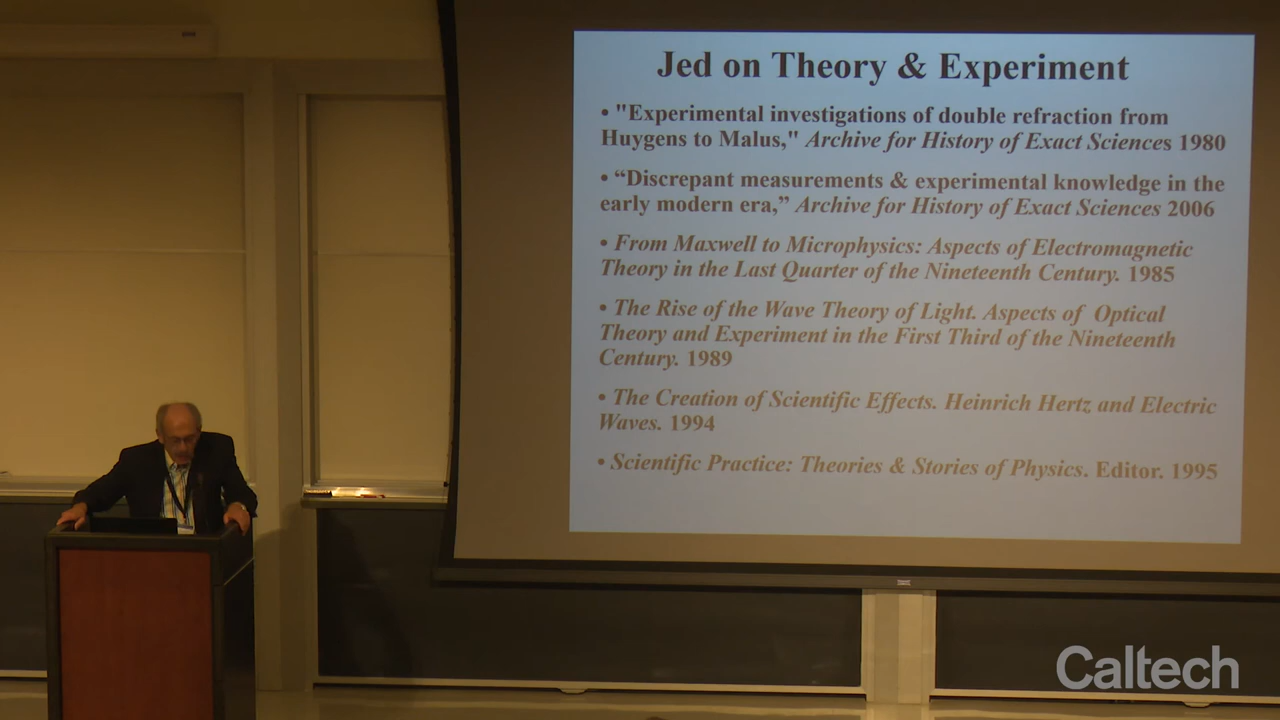 Jed on Theory & Experiment
• "Experimental investigations of double refraction from
Huygens to Malus," Archive for History of Exact Sciences 1980
• “Discrepant measurements & experimental knowledge in the
early modern era,” Archive for History of Exact Sciences 2006
• From Maxwell to Microphysics: Aspects of Electromagnetic
Theory in the Last Quarter of the Nineteenth Century. 1985
• The Rise of the Wave Theory of Light. Aspects of Optical
Theory and Experiment in the First Third of the Nineteenth
Century. 1989
• The Creation of Scientific Effects. Heinrich Hertz and Electric
Waves. 1994
• Scientific Practice: Theories & Stories of Physics. Editor. 1995
Caltech